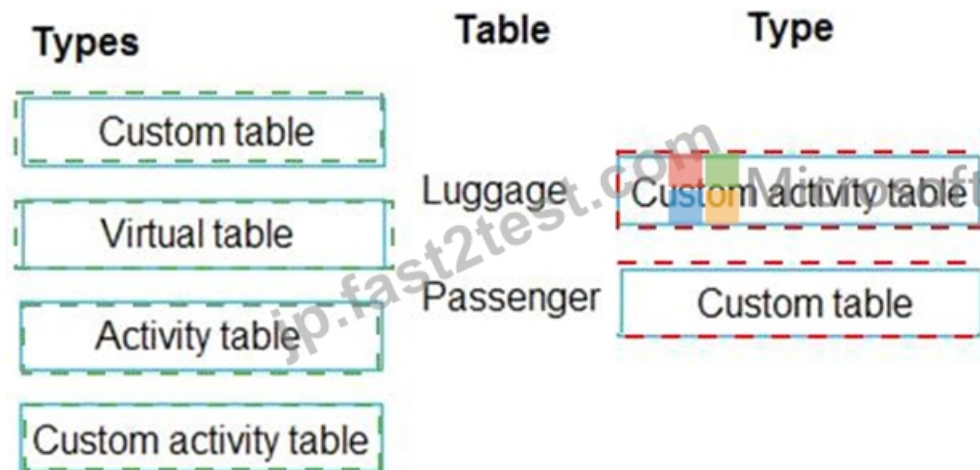 Types
Table
Type
Custom table
Virtual table
Activity table
Custom activity table
Luggage
Custom activity table
Passenger
Custom table
jp.fast2test.com
Microsoft